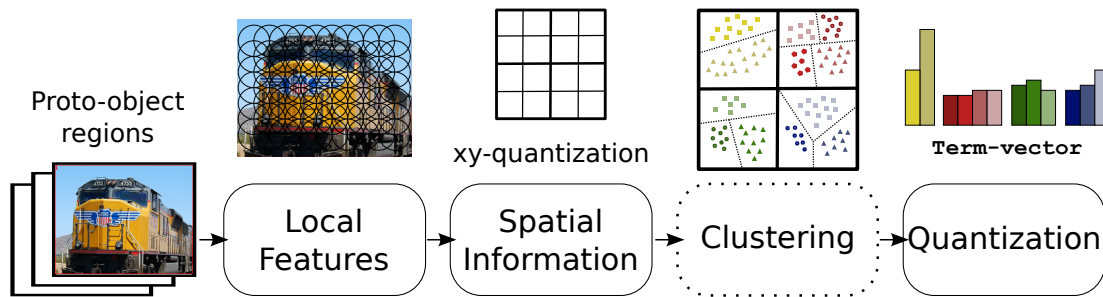 Proto-object
regions
xy-quantization
Term-vector
Local
Features
Spatial
Information
Clustering
Quantization